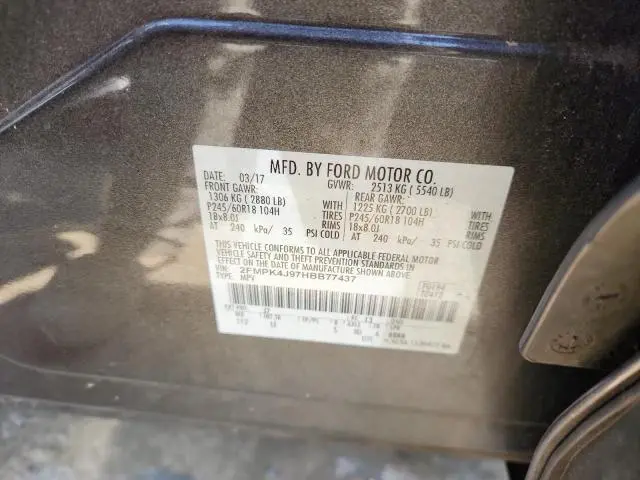 MFD. BY FORD MOTOR CO.
DATE: 03/17 GVWR: 2513 KG ( 5540 LB)
FRONT GAWR: REAR GAWR:
1306 KG ( 2880 LB) WITH 1225 KG ( 2700 LB) WITH
P245/60R18 104H TIRES P245/60R18 104H TIRES
18x8.0J RIMS 18x8.0J RIMS
AT 240 kPa/ 35 PSI COLD AT 240 kPa/ 35 PSI COLD
THIS VEHICLE CONFORMS TO ALL APPLICABLE FEDERAL MOTOR
VEHICLE SAFETY AND THEFT PREVENTION STANDARDS IN
EFFECT ON THE DATE OF MANUFACTURE SHOWN ABOVE.
VIN: 2FMPK4J97HBB77437
TYPE: MPV